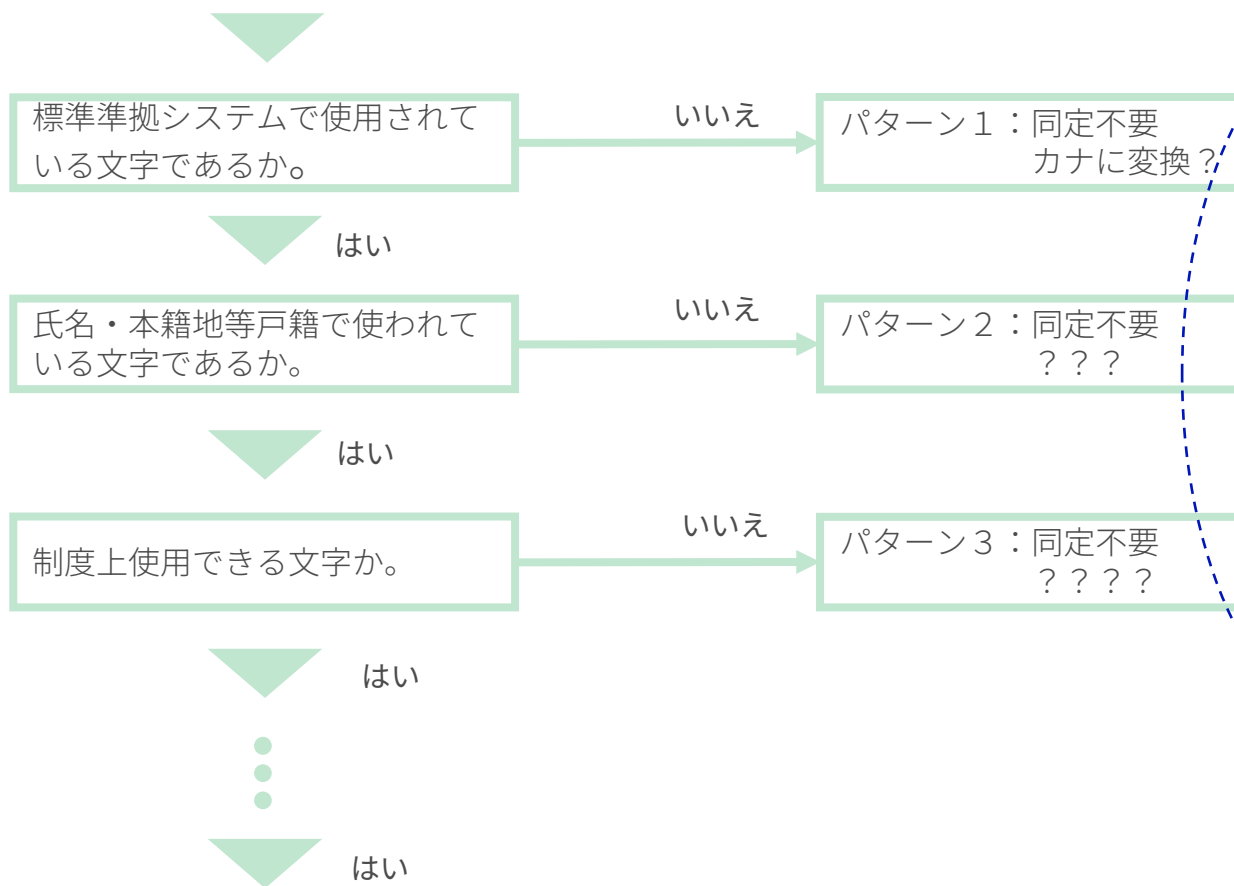 標準準拠システムで使用されて
いる文字であるか。
いいえ
パターン１：同定不要
カナに変換？
はい
氏名・本籍地等戸籍で使われて
いる文字であるか。
いいえ
パターン２：同定不要
？？？
はい
制度上使用できる文字か。
いいえ
パターン３：同定不要
？？？？
はい
はい